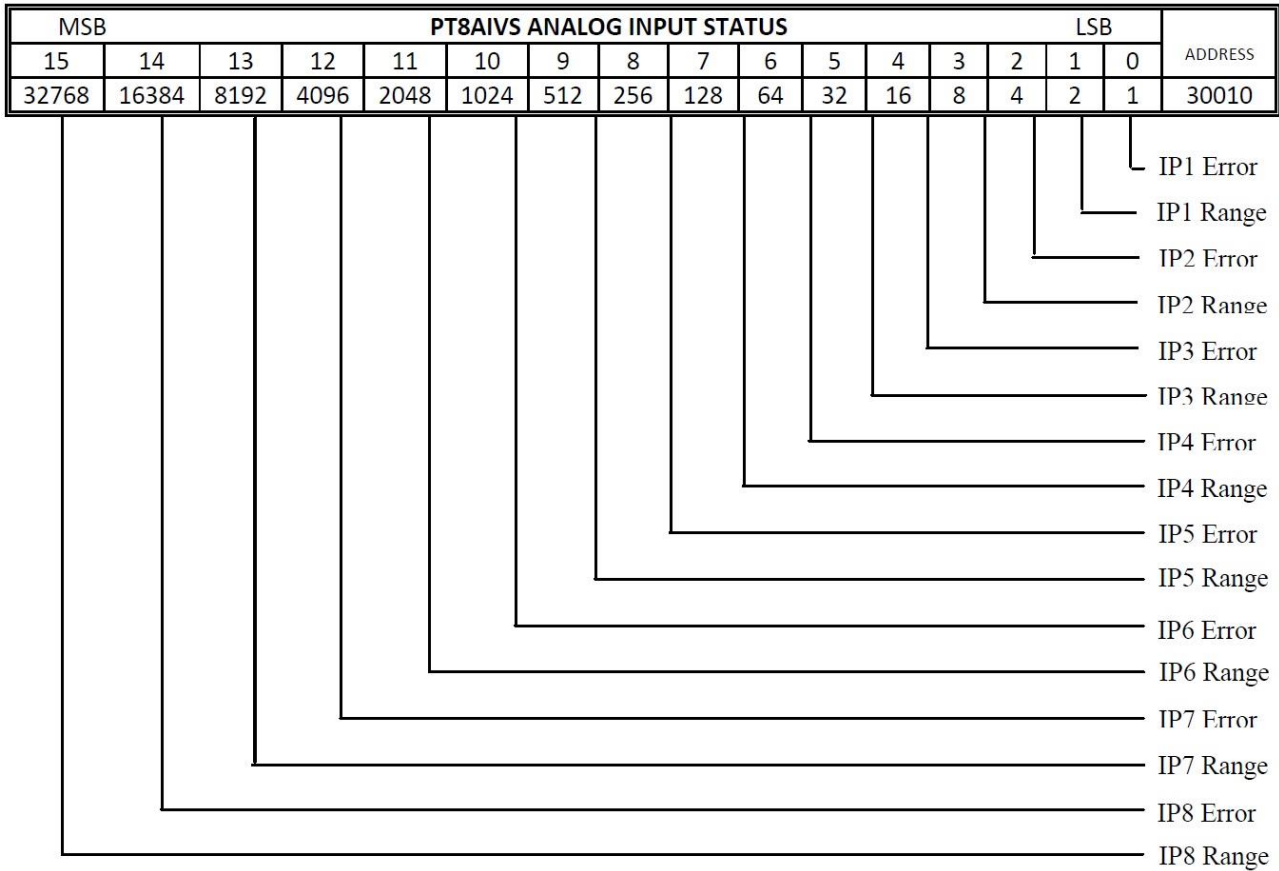 MSB PT8AIVS ANALOG INPUT STATUS LSB ADDRESS
15 14 13 12 11 10 9 8 7 6 5 4 3 2 1 0
32768 16384 8192 4096 2048 1024 512 256 128 64 32 16 8 4 2 1 30010
IP1 Error
IP1 Range
IP2 Error
IP2 Range
IP3 Error
IP3 Range
IP4 Error
IP4 Range
IP5 Error
IP5 Range
IP6 Error
IP6 Range
IP7 Error
IP7 Range
IP8 Error
IP8 Range